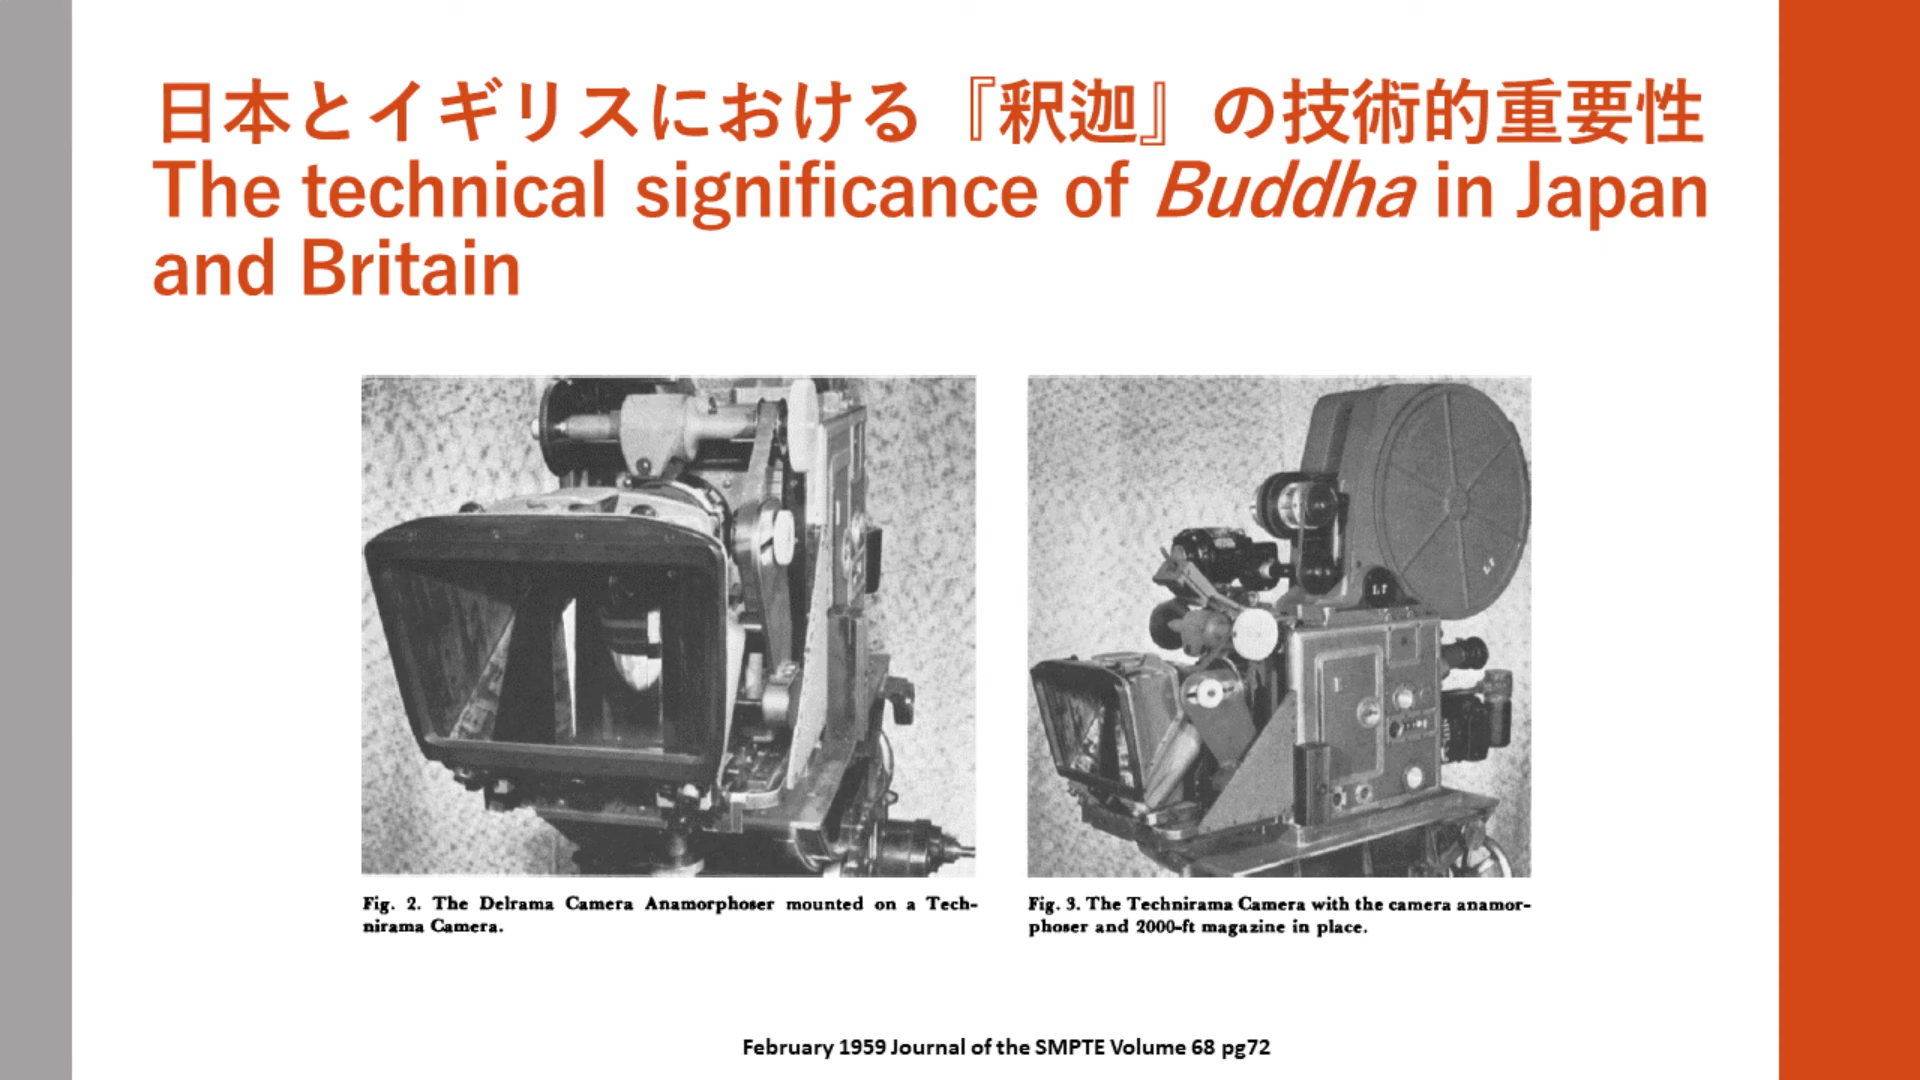 日本とイギリスにおける『釈迦』の技術的重要性
The technical significance of Buddha in Japan
and Britain
Fig. 2. The Delrama Camera Anamorphoser mounted on a Tech-
nirama Camera.
Fig. 3. The Technirama Camera with the camera anamor-
phoser and 2000-ft magazine in place.
February 1959 Journal of the SMPTE Volume 68 pg72